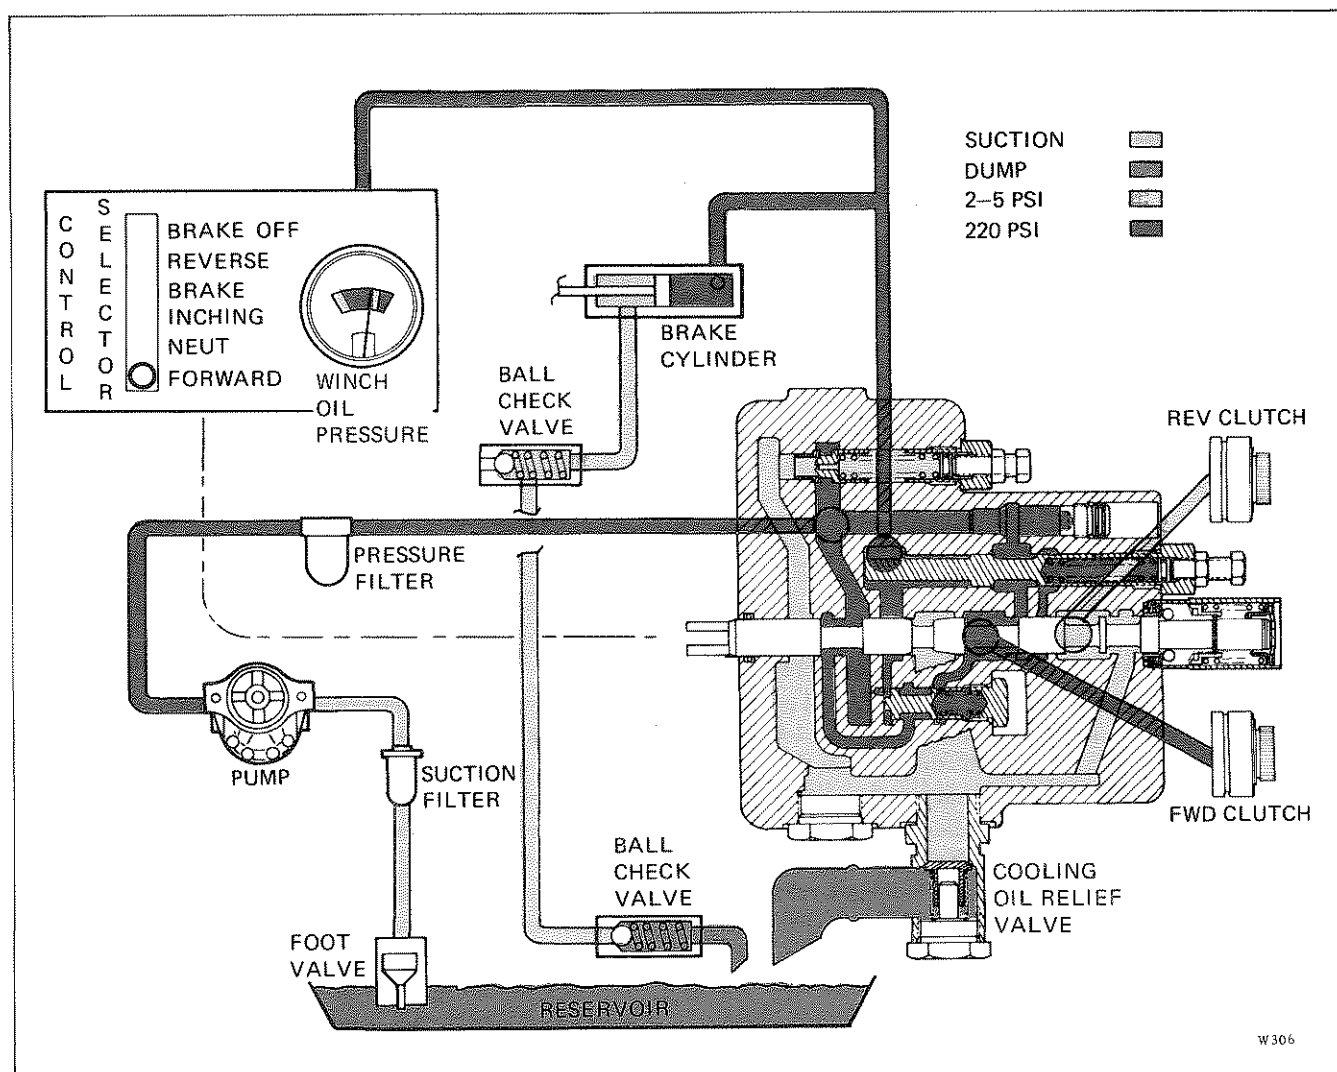 SUCTION
DUMP
2–5 PSI
220 PSI
CONTROL
SELECTOR
BRAKE OFF
REVERSE
BRAKE
INCHING
NEUT
FORWARD
WINCH
OIL
PRESSURE
BRAKE
CYLINDER
BALL
CHECK
VALVE
REV CLUTCH
PRESSURE
FILTER
PUMP
SUCTION
FILTER
FWD CLUTCH
BALL
CHECK
VALVE
COOLING
OIL RELIEF
VALVE
FOOT
VALVE
RESERVOIR
W306